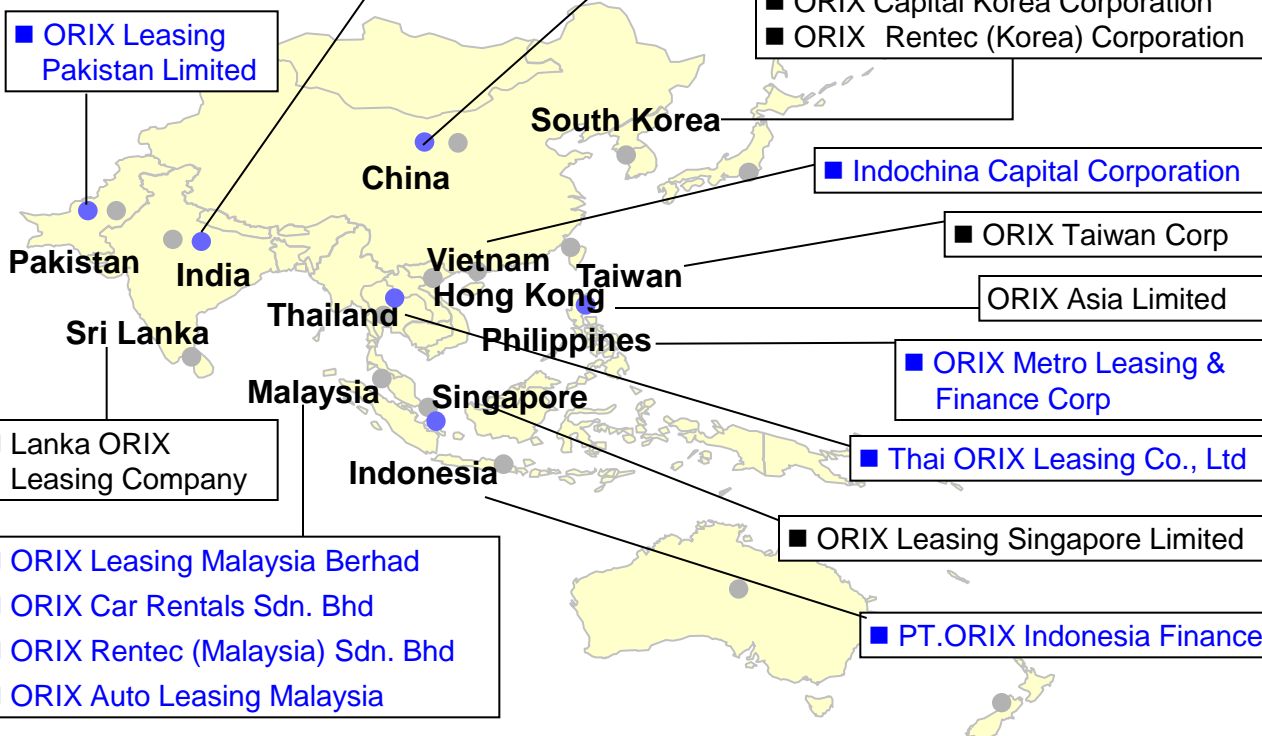 ■ ORIX Capital Korea Corporation
■ ORIX Rentec (Korea) Corporation
■ ORIX Leasing
Pakistan Limited
South Korea
China
■ Indochina Capital Corporation
■ ORIX Taiwan Corp
Pakistan
India
Vietnam
Taiwan
Hong Kong
ORIX Asia Limited
Thailand
Sri Lanka
Philippines
■ ORIX Metro Leasing &
Finance Corp
Malaysia
Singapore
Lanka ORIX
Leasing Company
Indonesia
■ Thai ORIX Leasing Co., Ltd
■ ORIX Leasing Singapore Limited
ORIX Leasing Malaysia Berhad
ORIX Car Rentals Sdn. Bhd
ORIX Rentec (Malaysia) Sdn. Bhd
ORIX Auto Leasing Malaysia
■ PT.ORIX Indonesia Finance